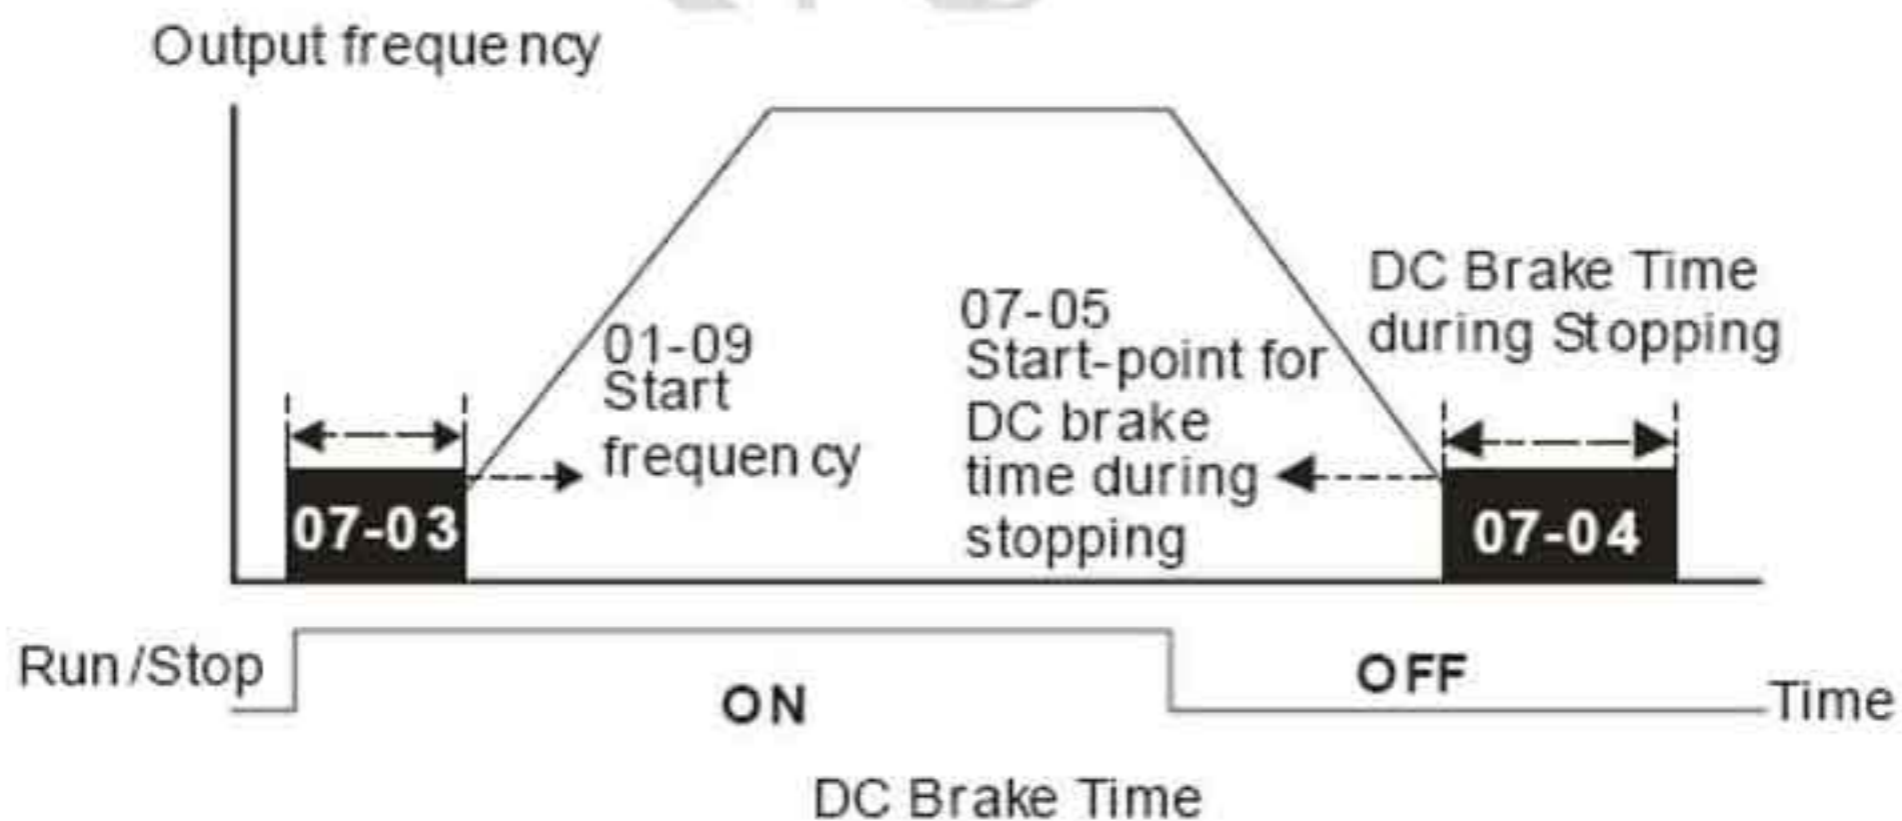 Output frequency
01-09
Start
frequency
07-05
Start-point for
DC brake
time during
stopping
DC Brake Time
during Stopping
07-03
07-04
Run/Stop
ON
OFF
Time
DC Brake Time